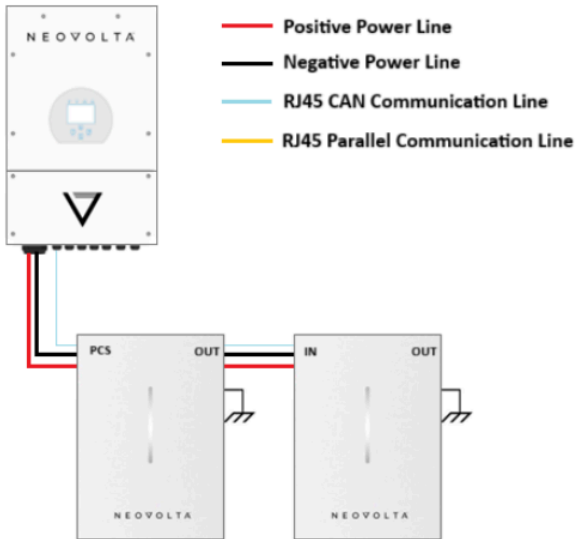 NEOVOLTA
Positive Power Line
Negative Power Line
RJ45 CAN Communication Line
RJ45 Parallel Communication Line
PCS
OUT
IN
OUT
NEOVOLTA
NEOVOLTA